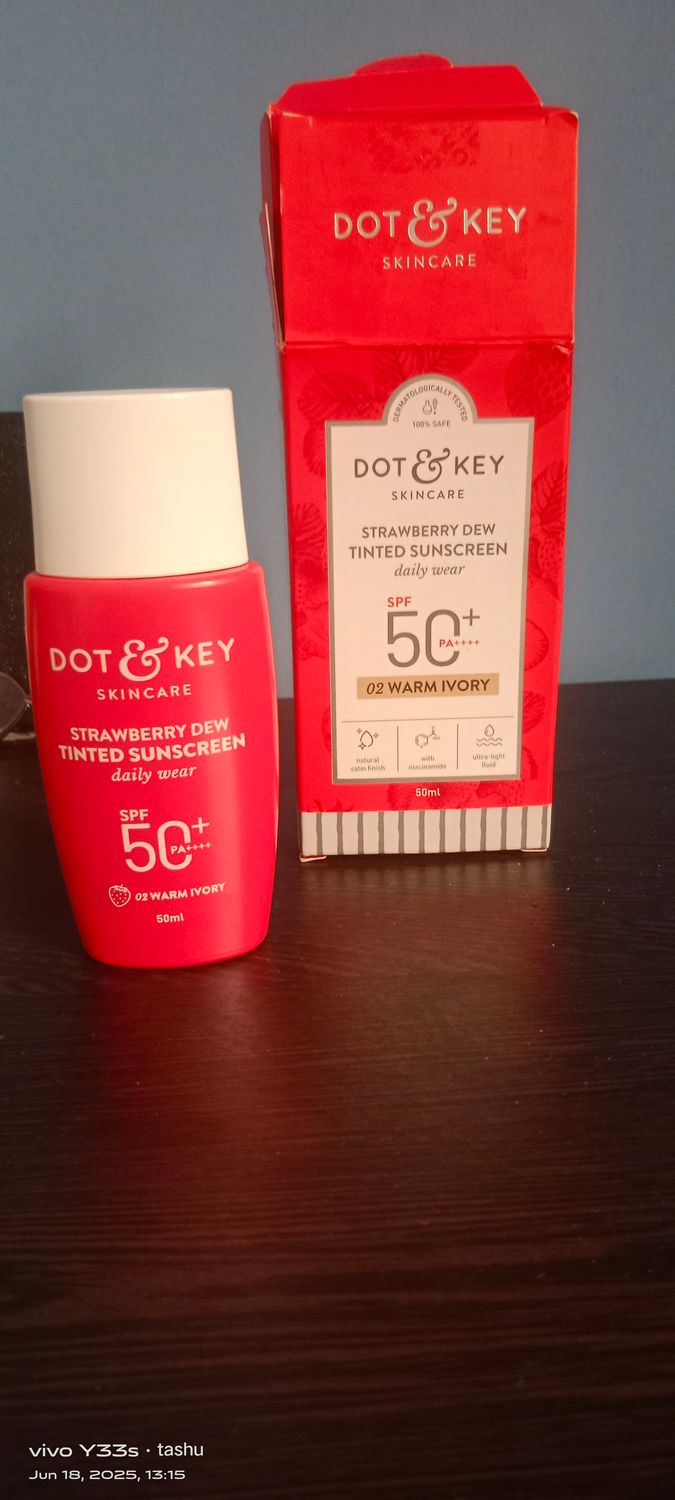 DOT & KEY
SKINCARE
DERMATOLOGICALLY TESTED
100% SAFE
DOT & KEY
SKINCARE
STRAWBERRY DEW
TINTED SUNSCREEN
daily wear
SPF
50+
PA++++
02 WARM IVORY
natural
satin finish
with
niacinamide
ultra-light
fluid
50ml
DOT & KEY
SKINCARE
STRAWBERRY DEW
TINTED SUNSCREEN
daily wear
SPF
50+
PA++++
02 WARM IVORY
50ml
vivo Y33s · tashu
Jun 18, 2025, 13:15